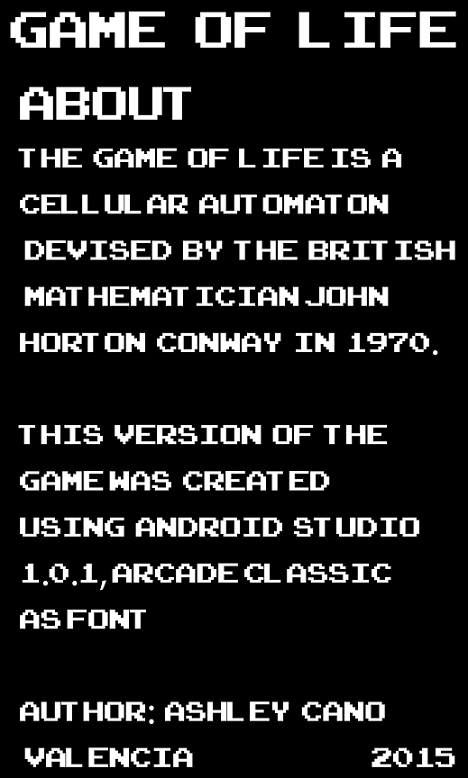 GAME OF LIFE
ABOUT
THE GAME OF LIFE IS A
CELLULAR AUTOMATON
DEVISED BY THE BRITISH
MATHEMATICIAN JOHN
HORTON CONWAY IN 1970.
THIS VERSION OF THE
GAME WAS CREATED
USING ANDROID STUDIO
1.0.1, ARCADE CLASSIC
AS FONT
AUTHOR: ASHLEY CANO
VALENCIA 2015